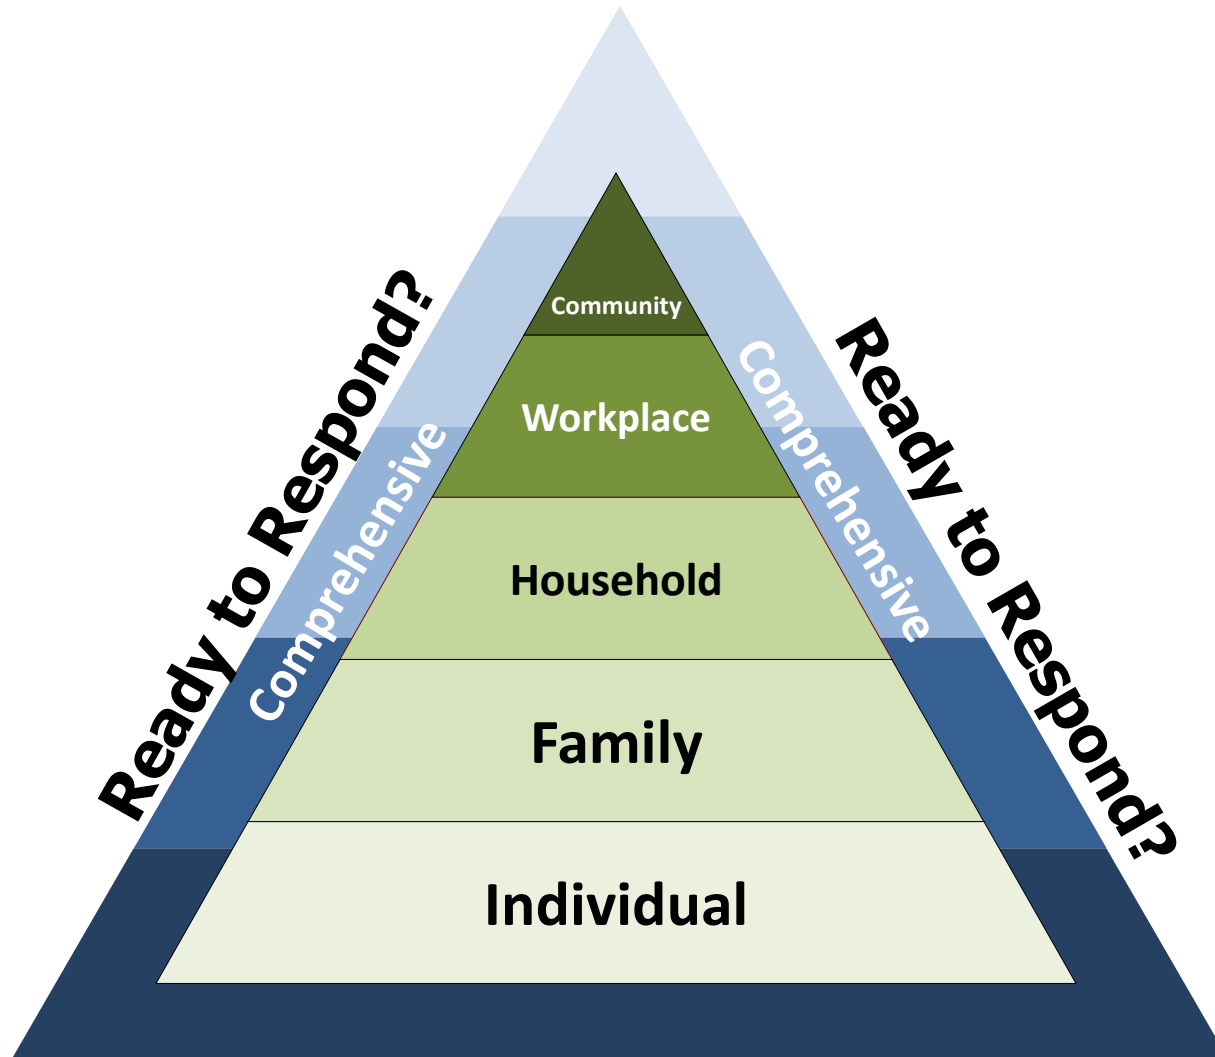 Ready to Respond?
Comprehensive
Community
Workplace
Household
Family
Individual
Comprehensive
Ready to Respond?